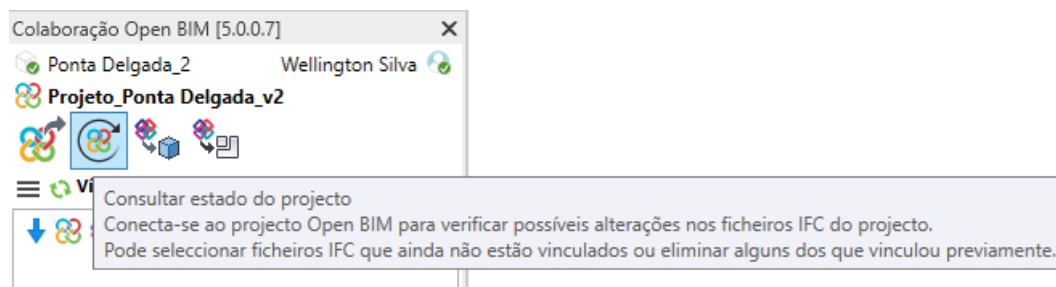 Colaboração Open BIM [5.0.0.7]
Ponta Delgada_2 Wellington Silva
Projeto_Ponta Delgada_v2
Consultar estado do projecto
Conecta-se ao projecto Open BIM para verificar possíveis alterações nos ficheiros IFC do projecto.
Pode seleccionar ficheiros IFC que ainda não estão vinculados ou eliminar alguns dos que vinculou previamente.